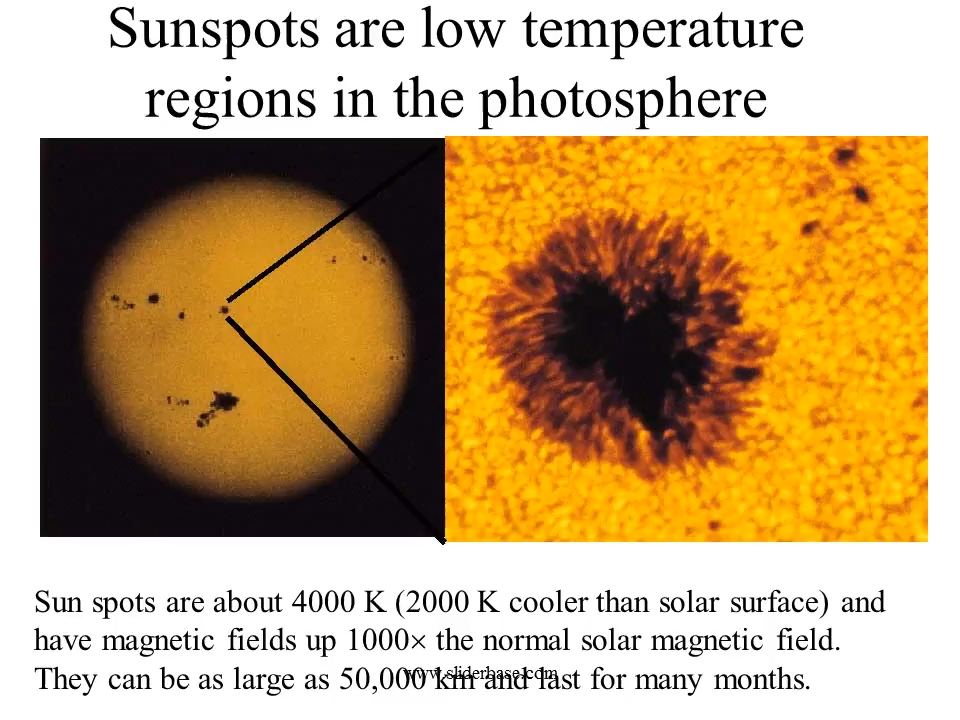 Sunspots are low temperature
regions in the photosphere
Sun spots are about 4000 K (2000 K cooler than solar surface) and
have magnetic fields up 1000× the normal solar magnetic field.
They can be as large as 50,000 km and last for many months.
www.sliderbase.com